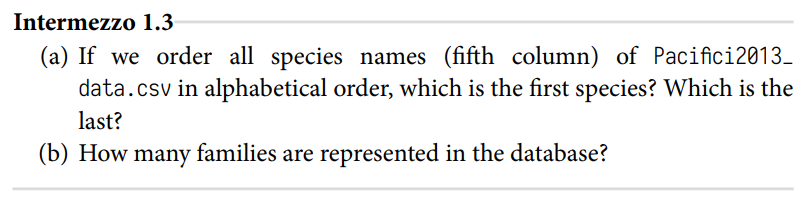 Intermezzo 1.3
(a) If we order all species names (fifth column) of Pacifici2013_
data.csv in alphabetical order, which is the first species? Which is the
last?
(b) How many families are represented in the database?